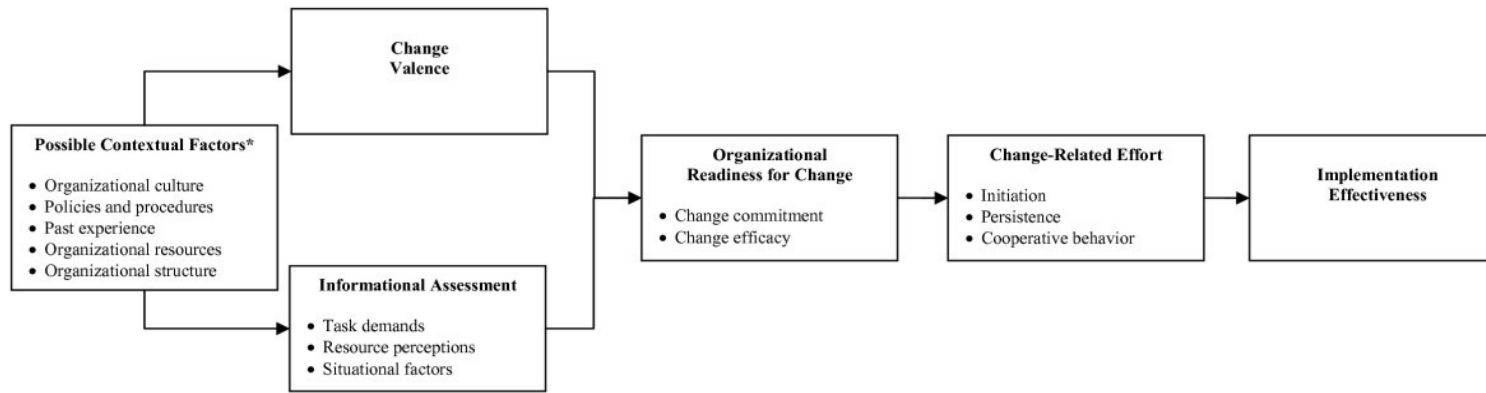 Change
Valence
Possible Contextual Factors*
• Organizational culture
• Policies and procedures
• Past experience
• Organizational resources
• Organizational structure
Informational Assessment
• Task demands
• Resource perceptions
• Situational factors
Organizational
Readiness for Change
• Change commitment
• Change efficacy
Change-Related Effort
• Initiation
• Persistence
• Cooperative behavior
Implementation
Effectiveness